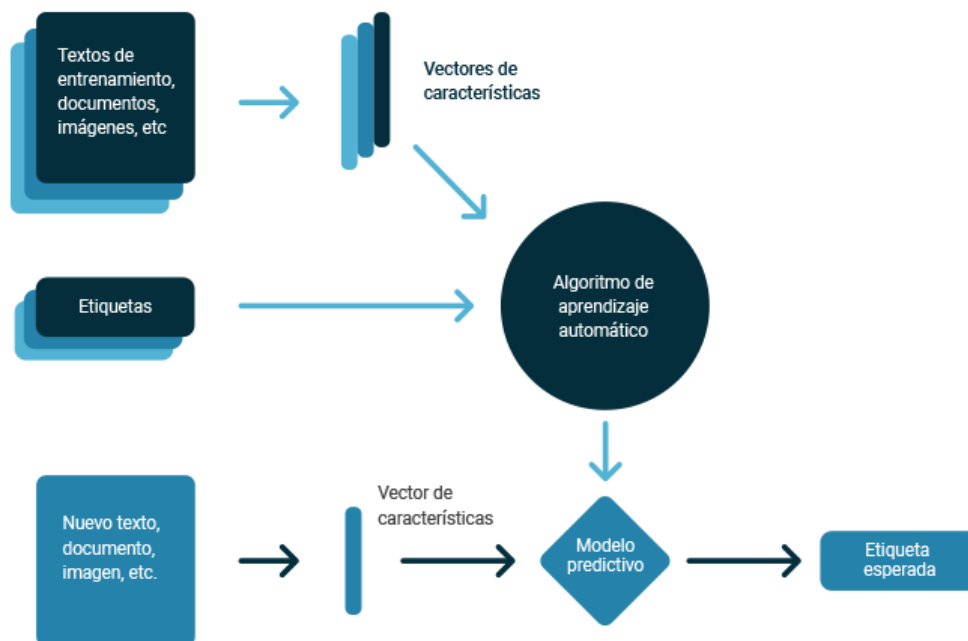 Textos de
entrenamiento,
documentos,
imágenes, etc
Vectores de
característicass
Etiquetas
Algoritmo de
aprendizaje
automático
Nuevo texto,
documento,
imagen, etc.
Vector de
características
Modelo
predictivo
Etiqueta
esperada